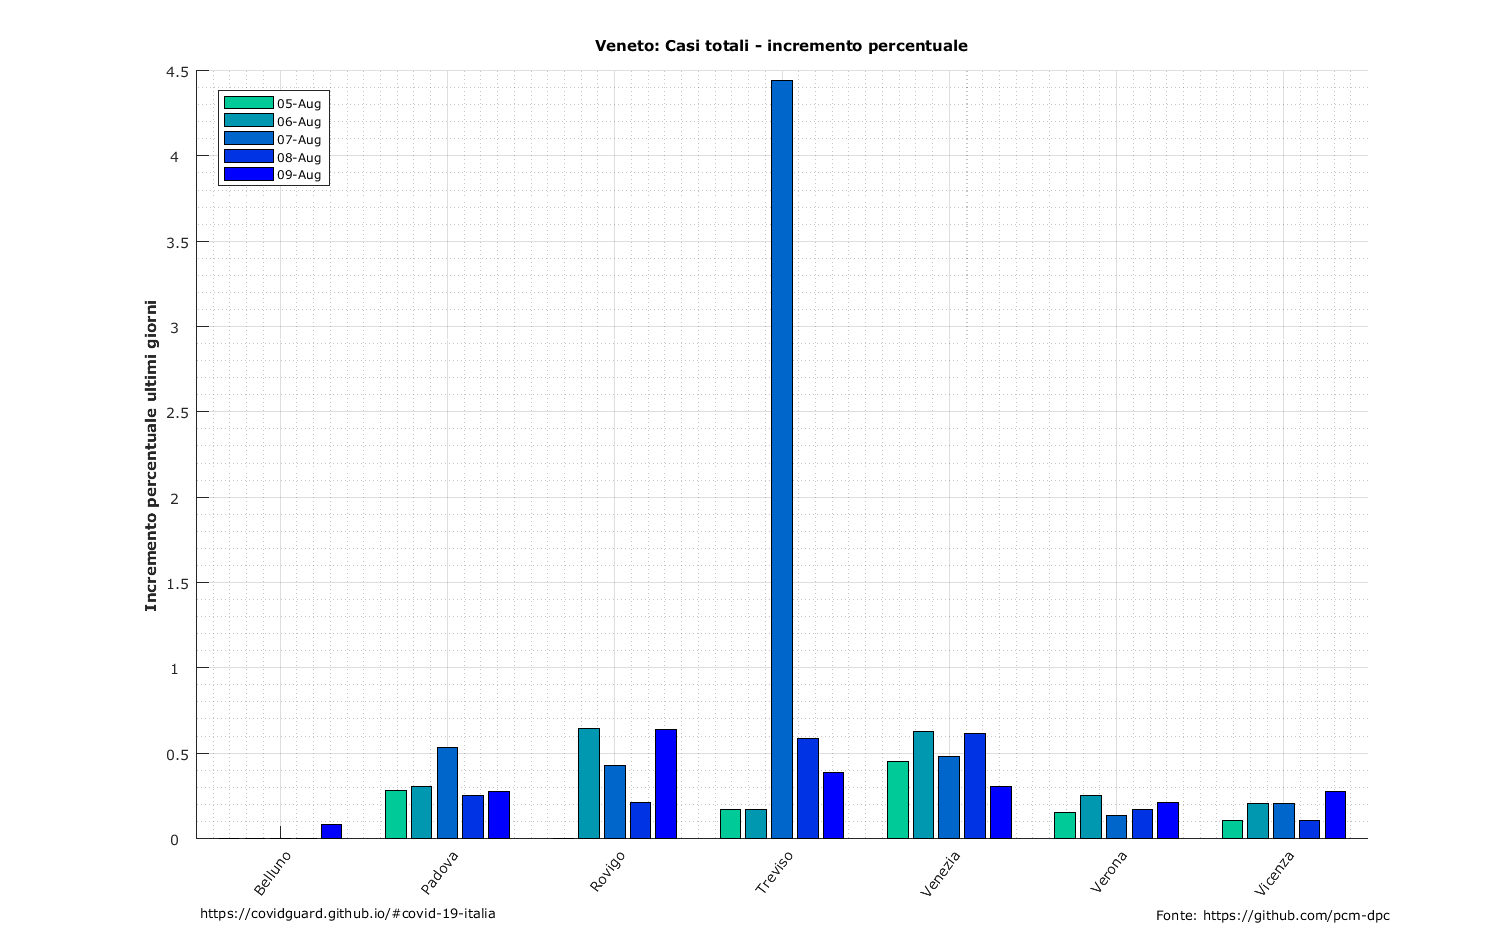 Veneto: Casi totali - incremento percentuale
4.5
4
3.5
3
2.5
2
1.5
1
0.5
0
Incremento percentuale ultimi giorni
05-Aug
06-Aug
07-Aug
08-Aug
09-Aug
Belluno
Padova
Rovigo
Treviso
Venezia
Verona
Vicenza
https://covidguard.github.io/#covid-19-italia
Fonte: https://github.com/pcm-dpc